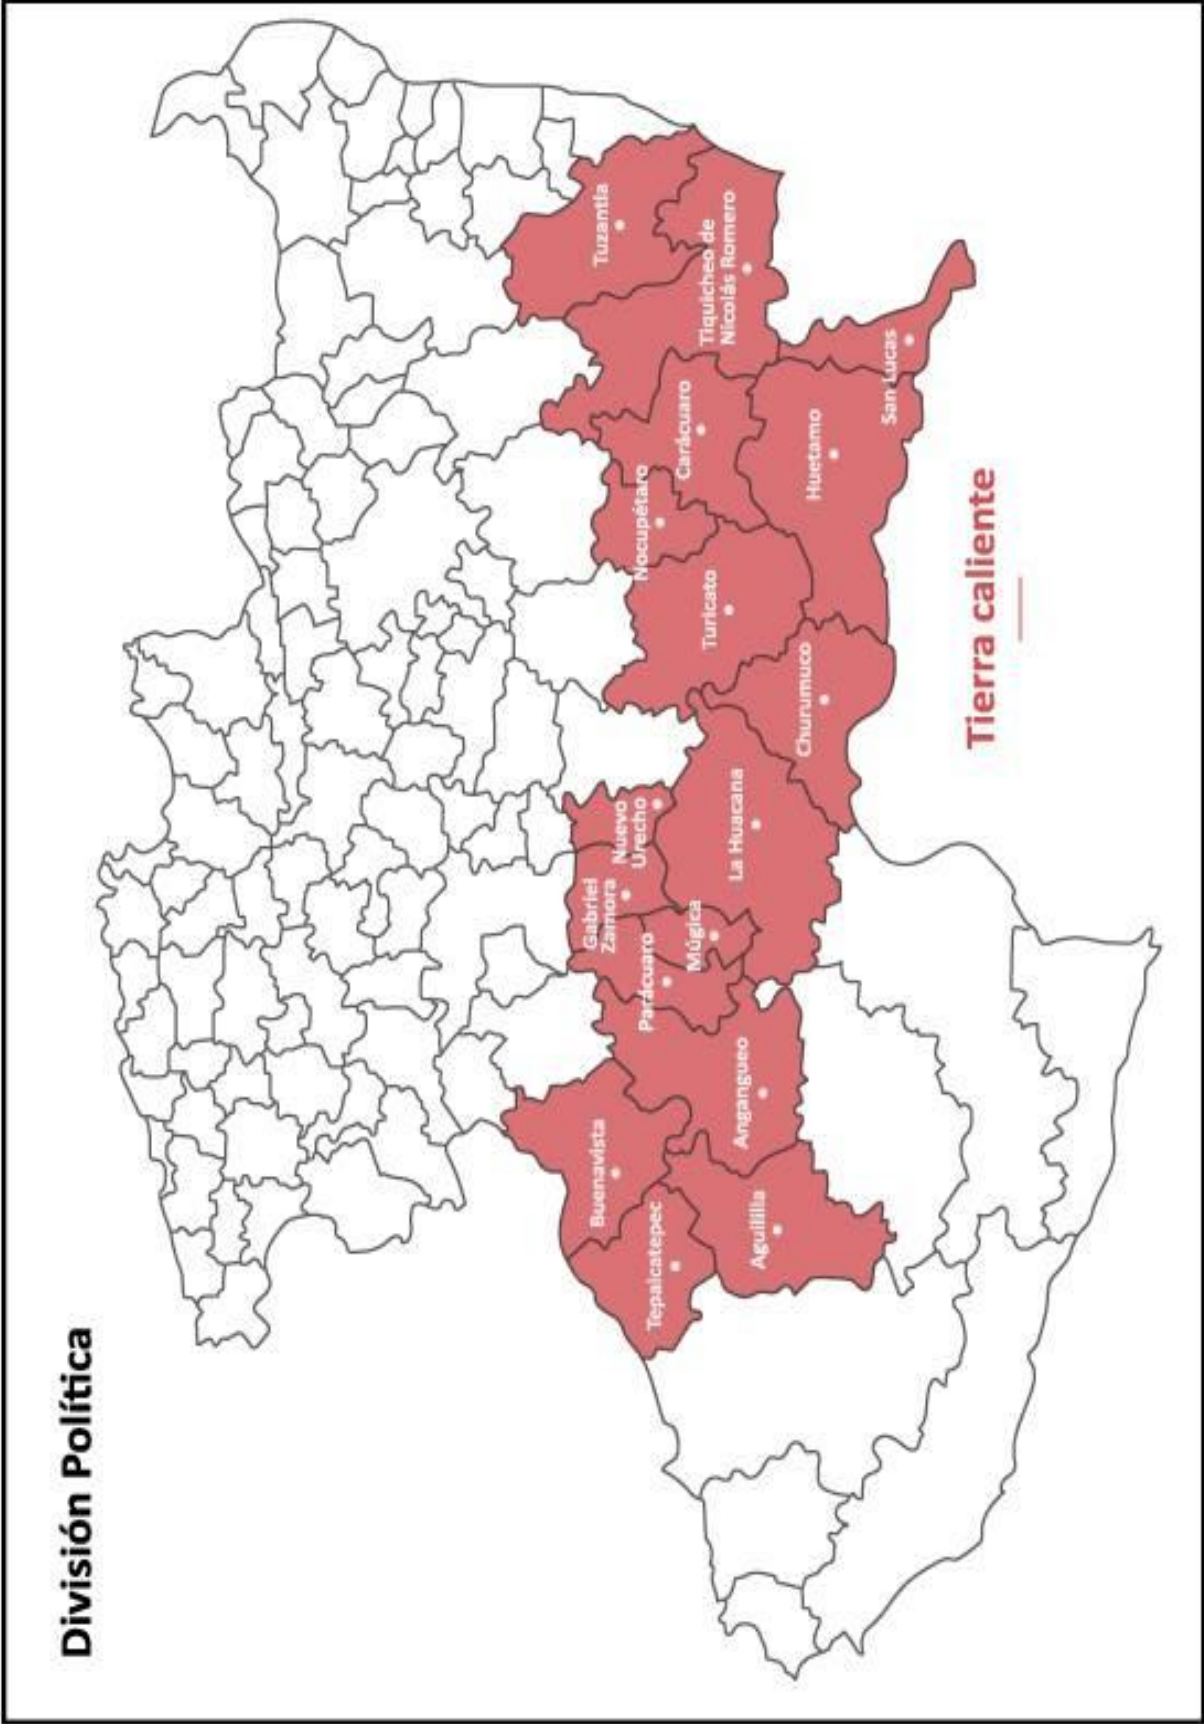 División Política
Buenavista
Tepalcatepec
Aguililla
Angangueo
Parácuaro
Múgica
Gabriel
Zamora
Nuevo
Urecho
La Huacana
Churumuco
Turicato
Nocupétaro
Carácuaro
Huetamo
San Lucas
Tiquicheo de
Nicolás Romero
Tuzantla
Tierra caliente